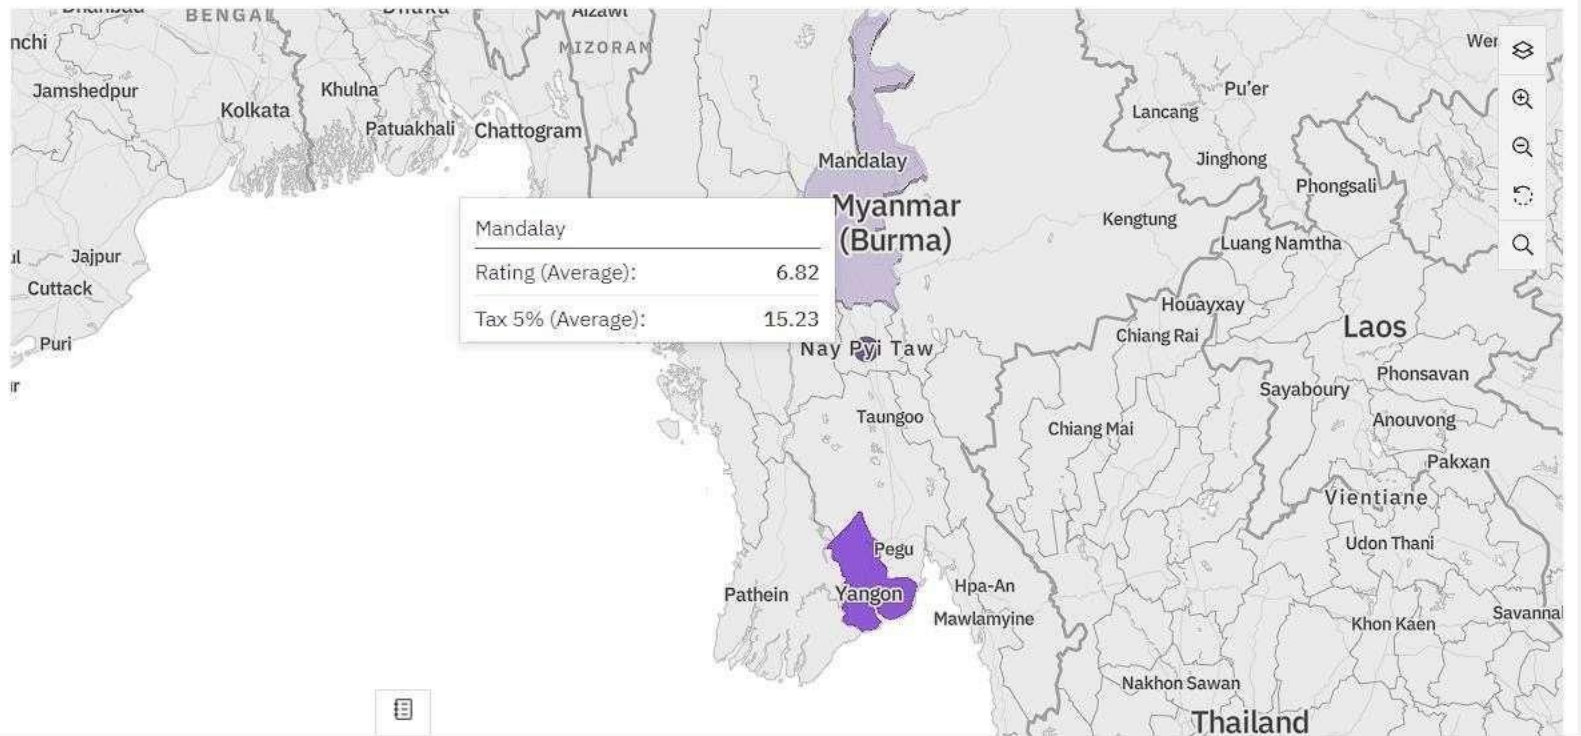 BENGAL
Aizawl
nchi
MIZORAM
Jamshedpur
Khulna
Kolkata
Patuakhali
Chattogram
Pu'er
Lancang
Mandalay
Jinghong
Phongsali
Myanmar
(Burma)
Kengtung
Mandalay
Luang Namtha
Jajpur
Rating (Average): 6.82
Cuttack
Houayxay
Tax 5% (Average): 15.23
Laos
Chiang Rai
Puri
Nay Pyi Taw
Phonsavan
Sayaboury
Taungoo
Anouvong
Chiang Mai
Pakxan
Vientiane
Udon Thani
Pegu
Hpa-An
Pathein
Yangon
Mawlamyine
Savannal
Khon Kaen
Nakhon Sawan
Thailand